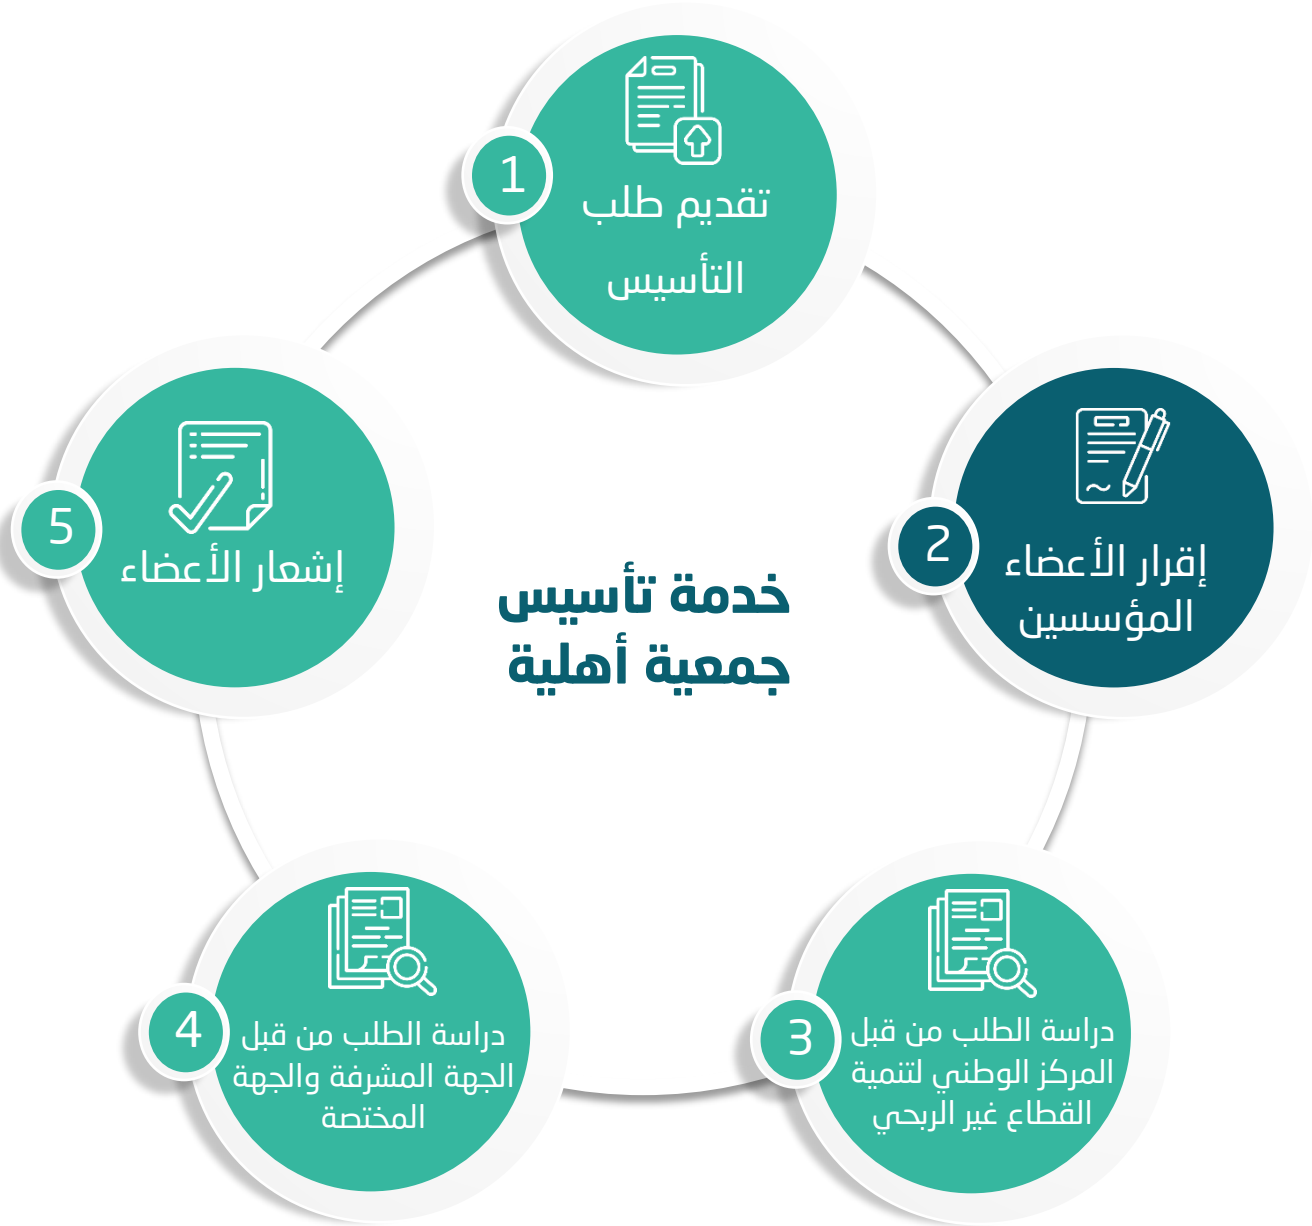 خدمة تأسيس
جمعية أهلية
1
تقديم طلب
التأسيس
2
إقرار الأعضاء
المؤسسين
3
دراسة الطلب من قبل
المركز الوطني لتنمية
القطاع غير الربحي
4
دراسة الطلب من قبل
الجهة المشرفة والجهة
المختصة
5
إشعار الأعضاء